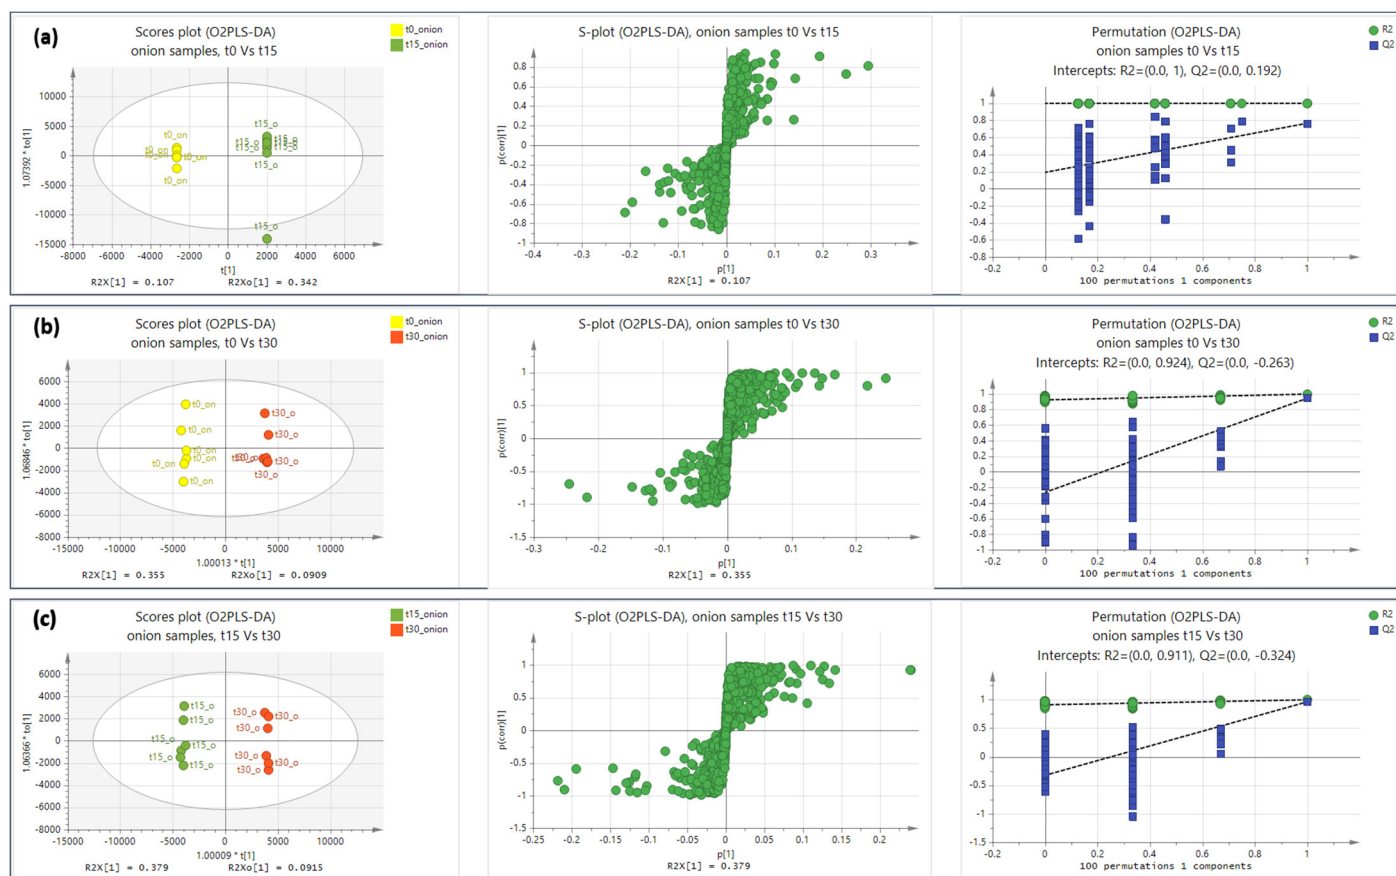 (a)
Scores plot (O2PLS-DA)
onion samples, t0 Vs t15
t0_onion
t15_onion
1.07392 * to[1]
10000
5000
0
-5000
-10000
-15000
t0_on
t0_on
t0_on
t0_on
t15_o
t15_o
t15_o
t15_o
t15_o
-8000
-6000
-4000
-2000
0
2000
4000
6000
t[1]
R2X[1] = 0.107
R2Xo[1] = 0.342
S-plot (O2PLS-DA), onion samples t0 Vs t15
p(corr)[1]
0.8
0.6
0.4
0.2
0
-0.2
-0.4
-0.6
-0.8
-1
-0.4
-0.3
-0.2
-0.1
0
0.1
0.2
0.3
p[1]
R2X[1] = 0.107
Permutation (O2PLS-DA)
onion samples t0 Vs t15
Intercepts: R2=(0.0, 1), Q2=(0.0, 0.192)
R2
Q2
1
0.8
0.6
0.4
0.2
0
-0.2
-0.4
-0.6
-0.8
-0.2
0
0.2
0.4
0.6
0.8
1
100 permutations 1 components
(b)
Scores plot (O2PLS-DA)
onion samples, t0 Vs t30
t0_onion
t30_onion
1.06846 * to[1]
6000
4000
2000
0
-2000
-4000
-6000
-8000
t0_on
t0_on
t0_on
t0_on
t0_on
t0_on
t30_o
t30_o
t30_o
t30_o
-15000
-10000
-5000
0
5000
10000
1.00013 * t[1]
R2X[1] = 0.355
R2Xo[1] = 0.0909
S-plot (O2PLS-DA), onion samples t0 Vs t30
p(corr)[1]
1
0.5
0
-0.5
-1
-1.5
-0.3
-0.2
-0.1
0
0.1
0.2
p[1]
R2X[1] = 0.355
Permutation (O2PLS-DA)
onion samples t0 Vs t30
Intercepts: R2=(0.0, 0.924), Q2=(0.0, -0.263)
R2
Q2
1
0.8
0.6
0.4
0.2
0
-0.2
-0.4
-0.6
-0.8
-1
-0.2
0
0.2
0.4
0.6
0.8
1
100 permutations 1 components
(c)
Scores plot (O2PLS-DA)
onion samples, t15 Vs t30
t15_onion
t30_onion
1.06366 * to[1]
6000
4000
2000
0
-2000
-4000
-6000
-8000
t15_o
t15_o
t15_o
t15_o
t15_o
t15_o
t30_o
t30_o
t30_o
t30_o
t30_o
t30_o
-15000
-10000
-5000
0
5000
10000
1.00009 * t[1]
R2X[1] = 0.379
R2Xo[1] = 0.0915
S-plot (O2PLS-DA), onion samples t15 Vs t30
p(corr)[1]
1
0.5
0
-0.5
-1
-1.5
-0.25
-0.2
-0.15
-0.1
-0.05
0
0.05
0.1
0.15
0.2
p[1]
R2X[1] = 0.379
Permutation (O2PLS-DA)
onion samples t15 Vs t30
Intercepts: R2=(0.0, 0.911), Q2=(0.0, -0.324)
R2
Q2
1
0.5
0
-0.5
-1
-1.5
-0.2
0
0.2
0.4
0.6
0.8
1
100 permutations 1 components